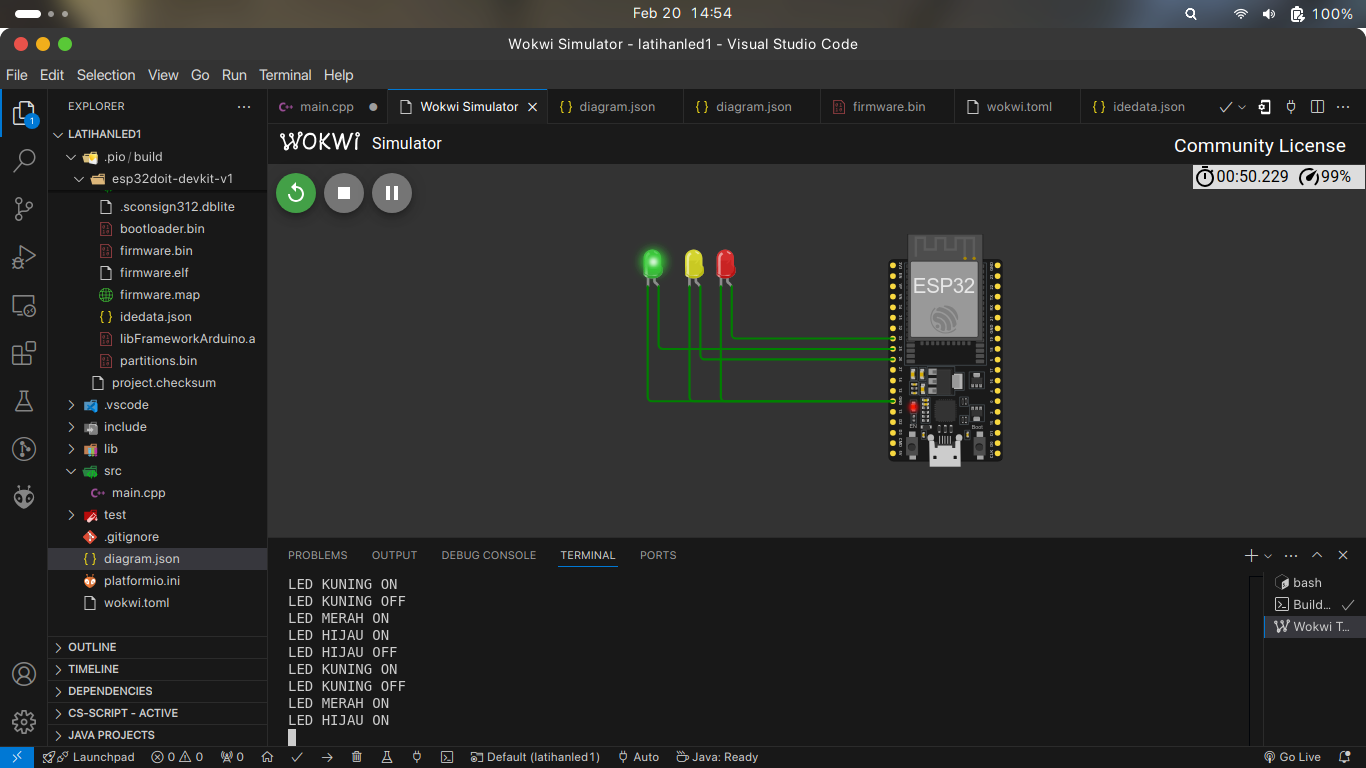 Feb 20 14:54
100%
Wokwi Simulator - latihanled1 - Visual Studio Code
File Edit Selection View Go Run Terminal Help
EXPLORER
main.cpp
Wokwi Simulator
diagram.json
diagram.json
firmware.bin
wokwi.toml
idedata.json
1
LATIHANLED1
.pio / build
esp32doit-devkit-v1
.sconsign312.dblite
bootloader.bin
firmware.bin
firmware.elf
firmware.map
idedata.json
libFrameworkArduino.a
partitions.bin
project.checksum
.vscode
include
lib
src
main.cpp
test
.gitignore
diagram.json
platformio.ini
wokwi.toml
OUTLINE
TIMELINE
DEPENDENCIES
CS-SCRIPT - ACTIVE
JAVA PROJECTS
WOKWI Simulator
Community License
00:50.229 99%
ESP32
EN
Boot
PROBLEMS OUTPUT DEBUG CONSOLE TERMINAL PORTS
LED KUNING ON
LED KUNING OFF
LED MERAH ON
LED HIJAU ON
LED HIJAU OFF
LED KUNING ON
LED KUNING OFF
LED MERAH ON
LED HIJAU ON
bash
Build...
Wokwi T...
Launchpad 0 0 0 Default (latihanled1) Auto Java: Ready Go Live